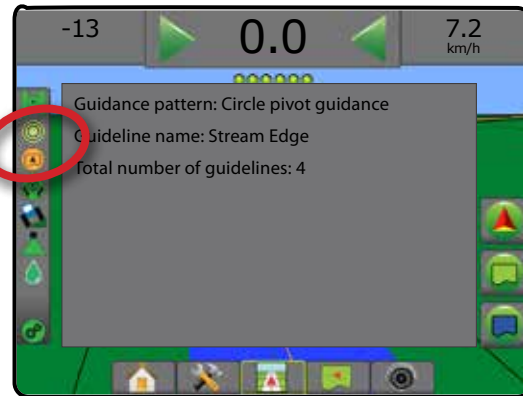 -13
0.0
7.2
km/h
Guidance pattern: Circle pivot guidance
Guideline name: Stream Edge
Total number of guidelines: 4